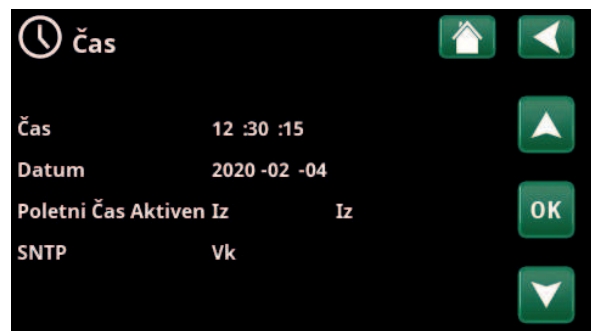 Čas
Čas 12 :30 :15
Datum 2020 -02 -04
Poletni Čas Aktiven Iz Iz
OK
SNTP Vk